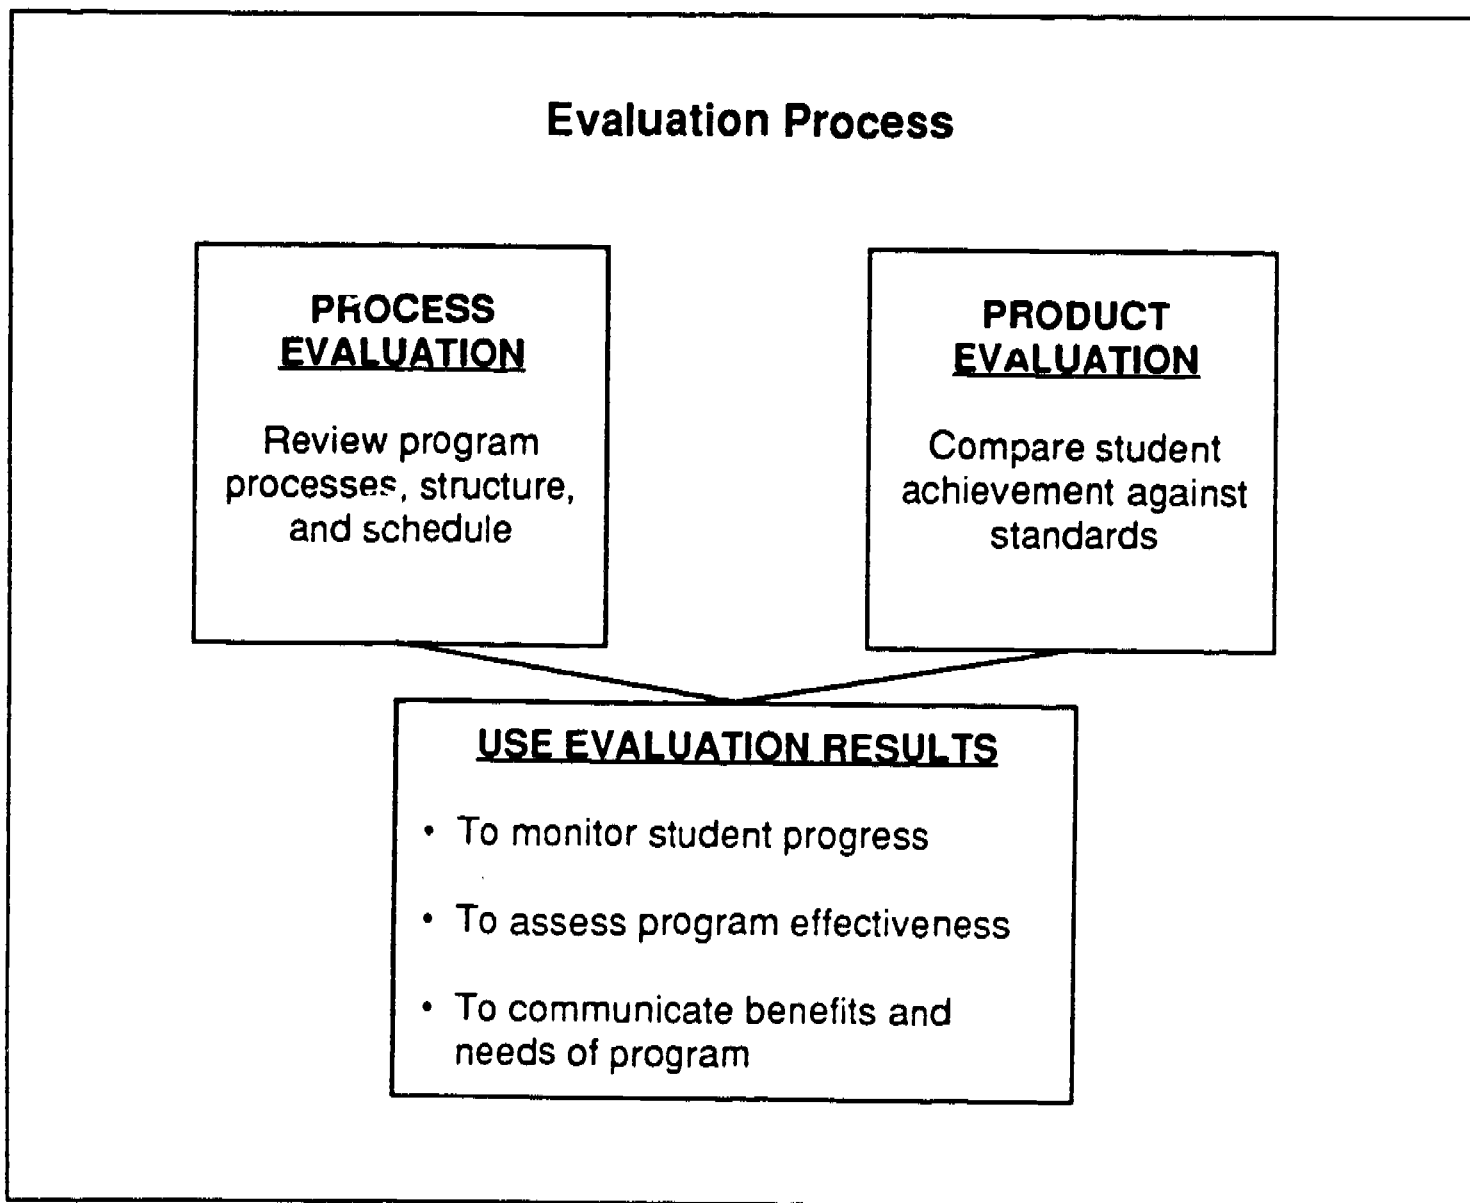 Evaluation Process
PROCESS
EVALUATION
Review program
processes, structure,
and schedule
PRODUCT
EVALUATION
Compare student
achievement against
standards
USE EVALUATION RESULTS
• To monitor student progress
• To assess program effectiveness
• To communicate benefits and
needs of program